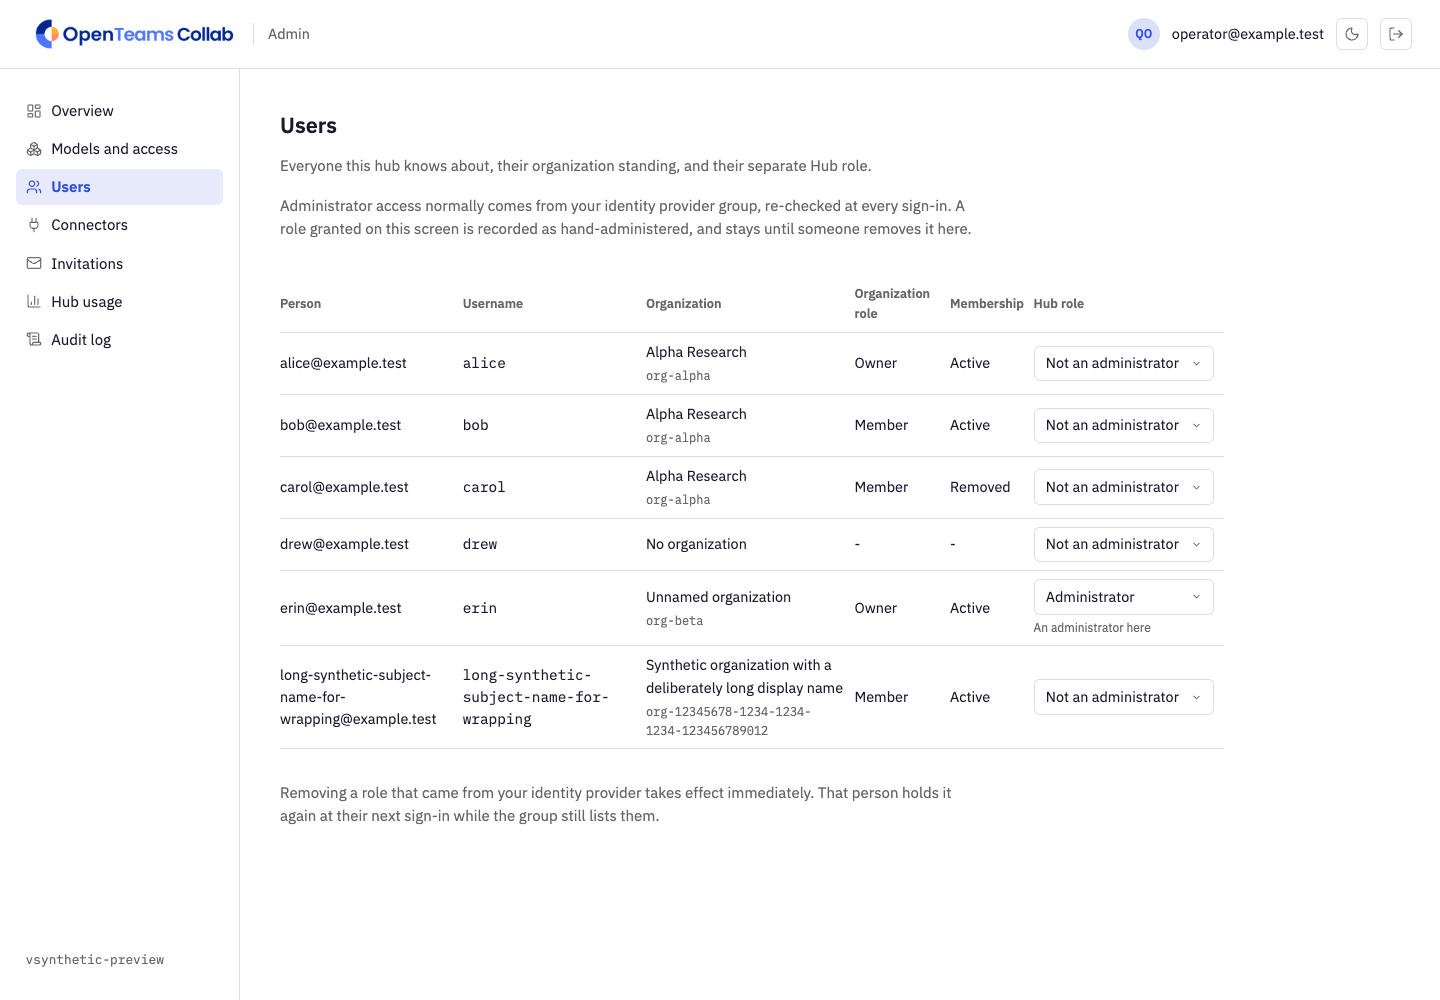 OpenTeams Collab
Admin
QO
operator@example.test
Overview
Models and access
Users
Connectors
Invitations
Hub usage
Audit log
vsynthetic-preview
Users
Everyone this hub knows about, their organization standing, and their separate Hub role.
Administrator access normally comes from your identity provider group, re-checked at every sign-in. A
role granted on this screen is recorded as hand-administered, and stays until someone removes it here.
Person Username Organization Organization role Membership Hub role
alice@example.test alice Alpha Research Owner Active Not an administrator
org-alpha
bob@example.test bob Alpha Research Member Active Not an administrator
org-alpha
carol@example.test carol Alpha Research Member Removed Not an administrator
org-alpha
drew@example.test drew No organization - - Not an administrator
erin@example.test erin Unnamed organization Owner Active Administrator
org-beta An administrator here
long-synthetic-subject-
name-for-
wrapping@example.test
long-synthetic-
subject-name-for-
wrapping
Synthetic organization with a
deliberately long display name
org-12345678-1234-1234-
1234-123456789012
Member Active Not an administrator
Removing a role that came from your identity provider takes effect immediately. That person holds it
again at their next sign-in while the group still lists them.